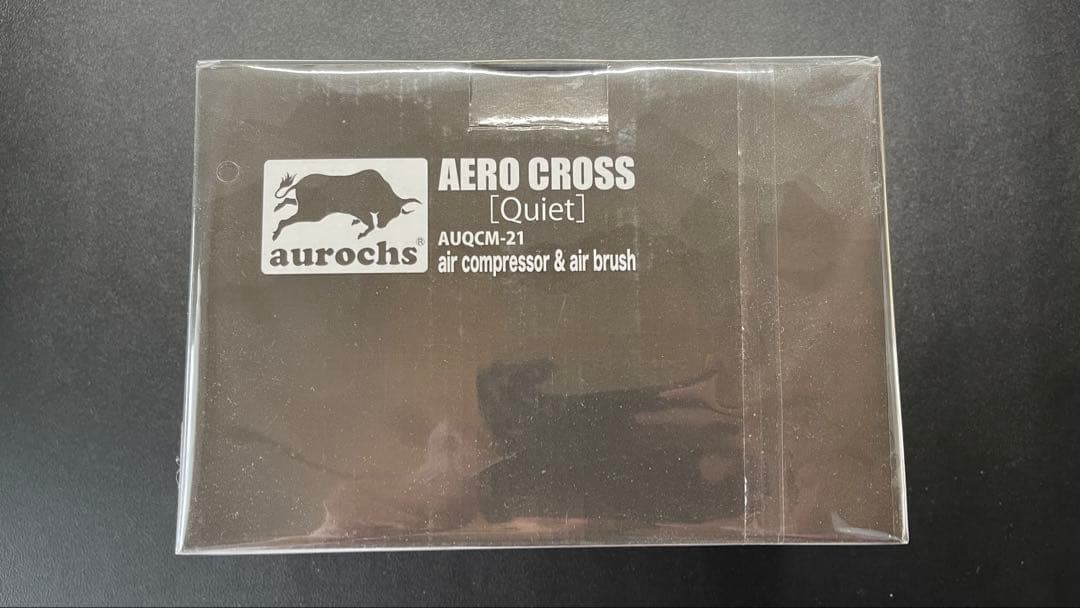 aurochs®
AERO CROSS
[Quiet]
AUQCM-21
air compressor & air brush